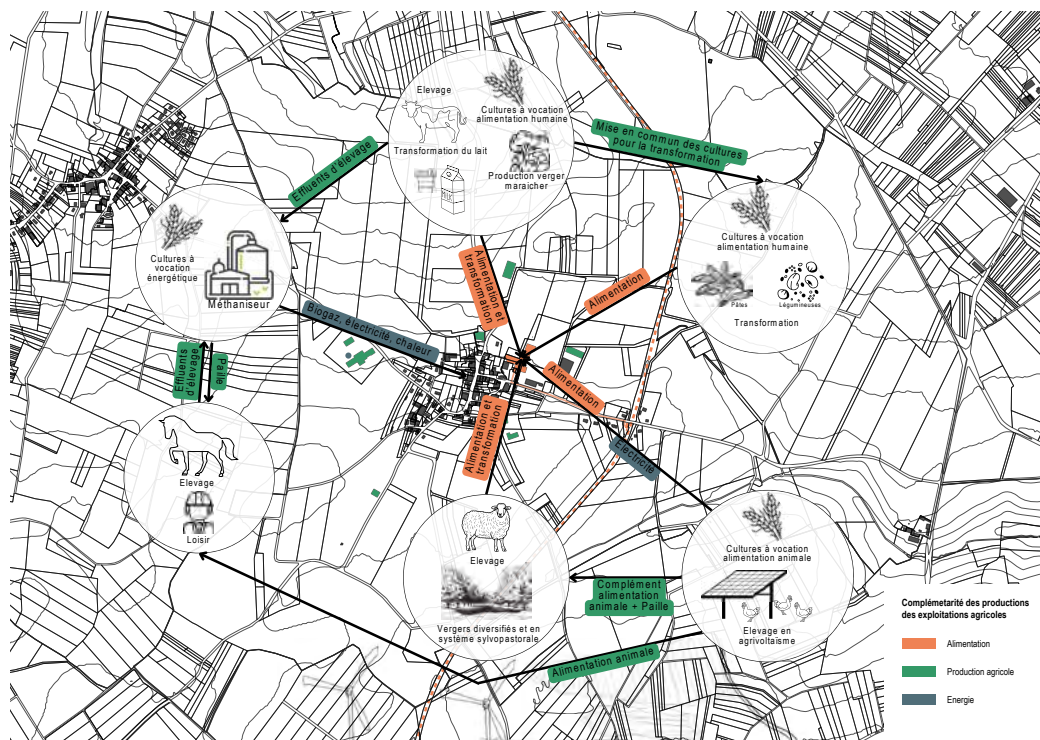 Elevage
Cultures à vocation
alimentation humaine
Transformation du lait
MILK
Production verger
maraicher
Effluents d'élevage
Mise en commun des cultures
pour la transformation
Cultures à
vocation
énergétique
Méthaniseur
Cultures à vocation
alimentation humaine
Pâtes
Légumineuses
Transformation
Alimentation et
transformation
Alimentation
Biogaz, électricité, chaleur
Effluents
d'élevage
Paille
Alimentation
Alimentation et
transformation
Electricité
Elevage
Loisir
Elevage
Vergers diversifiés et en
système sylvopastorale
Cultures à vocation
alimentation animale
Elevage en
agrivoltaïsme
Complément
alimentation
animale + Paille
Alimentation animale
Complémetarité des productions
des exploitations agricoles
Alimentation
Production agricole
Energie